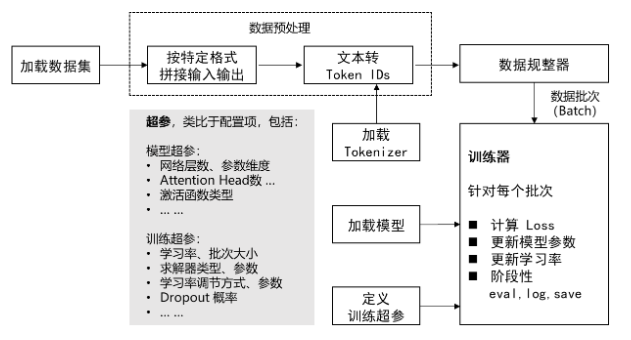 数据预处理
加载数据集
按特定格式
拼接输入输出
文本转
Token IDs
数据规整器
数据批次
(Batch)
加载
Tokenizer
超参，类比于配置项，包括：
模型超参：
• 网络层数、参数维度
• Attention Head数 ...
• 激活函数类型
• ... ...
训练超参：
• 学习率、批次大小
• 求解器类型、参数
• 学习率调节方式、参数
• Dropout 概率
• ... ...
加载模型
定义
训练超参
训练器
针对每个批次
■ 计算 Loss
■ 更新模型参数
■ 更新学习率
■ 阶段性
eval,log,save